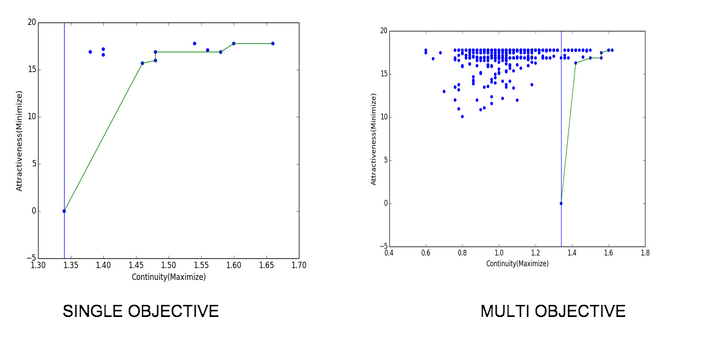 20
15
10
5
0
−5
1.30 1.35 1.40 1.45 1.50 1.55 1.60 1.65 1.70
Attractiveness(Minimize)
Continuity(Maximize)
SINGLE OBJECTIVE
20
15
10
5
0
−5
0.4 0.6 0.8 1.0 1.2 1.4 1.6 1.8
Attractiveness(Minimize)
Continuity(Maximize)
MULTI OBJECTIVE